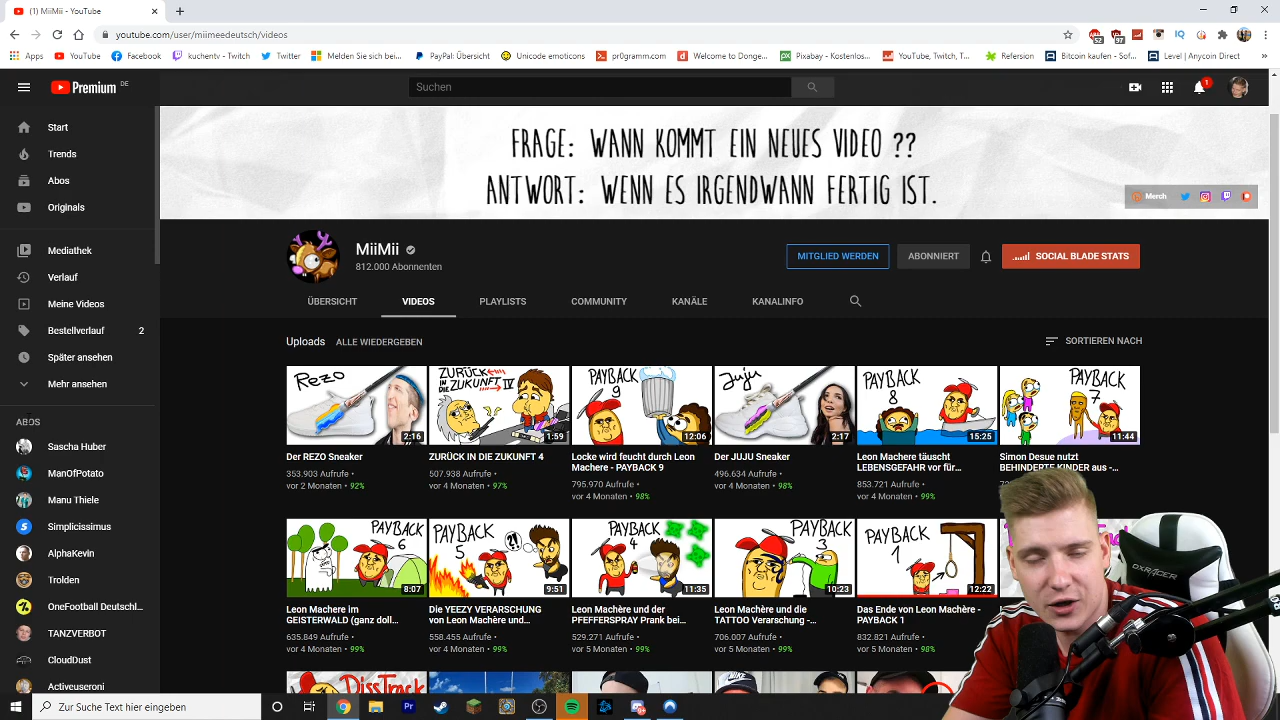 (1) MiiMii - YouTube
youtube.com/user/miimeedeutsch/videos
52
97
IQ
Apps
YouTube
Facebook
kuchentv - Twitch
Melden Sie sich bei...
PayPal Übersicht
Unicode emoticons
pr0gramm.com
Welcome to Donge...
Pixabay - Kostenlos...
YouTube, Twitch, T...
Refersion
Bitcoin kaufen - Sof...
Level | Anycoin Direct
»
Premium DE
Suchen
1
Start
Trends
Abos
Originals
Mediathek
Verlauf
Meine Videos
Bestellverlauf 2
Später ansehen
Mehr ansehen
ABOS
Sascha Huber
ManOfPotato
Manu Thiele
Simplicissimus
AlphaKevin
Trolden
OneFootball Deutschl...
TANZVERBOT
CloudDust
Activeuseroni
FRAGE: WANN KOMMT EIN NEUES VIDEO ??
ANTWORT: WENN ES IRGENDWANN FERTIG IST.
Merch
MiiMii
812.000 Abonnenten
MITGLIED WERDEN
ABONNIERT
SOCIAL BLADE STATS
ÜBERSICHT
VIDEOS
PLAYLISTS
COMMUNITY
KANÄLE
KANALINFO
Uploads
ALLE WIEDERGEBEN
SORTIEREN NACH
REZO
2:16
Der REZO Sneaker
353.903 Aufrufe •
vor 2 Monaten • 92%
ZURÜCK
IN DIE
ZUKUNFT IV
1:59
ZURÜCK IN DIE ZUKUNFT 4
507.938 Aufrufe •
vor 4 Monaten • 97%
PAYBACK
9
12:06
Locke wird feucht durch Leon
Machere - PAYBACK 9
795.970 Aufrufe •
vor 4 Monaten • 98%
Juju
2:17
Der JUJU Sneaker
496.634 Aufrufe •
vor 4 Monaten • 98%
PAYBACK
8
15:25
Leon Machere täuscht
LEBENSGEFAHR vor für...
853.721 Aufrufe •
vor 4 Monaten • 99%
PAYBACK
7
11:44
Simon Desue nutzt
BEHINDERTE KINDER aus -...
PAYBACK
6
8:07
Leon Machere im
GEISTERWALD (ganz doll...
635.849 Aufrufe •
vor 4 Monaten • 99%
PAYBACK
5
9:51
Die YEEZY VERARSCHUNG
von Leon Machère und...
558.455 Aufrufe •
vor 4 Monaten • 99%
PAYBACK
4
11:35
Leon Machère und der
PFEFFERSPRAY Prank bei...
529.271 Aufrufe •
vor 5 Monaten • 99%
PAYBACK
3
10:23
Leon Machère und die
TATTOO Verarschung -...
706.007 Aufrufe •
vor 5 Monaten • 99%
PAYBACK
1
12:22
Das Ende von Leon Machère -
PAYBACK 1
832.821 Aufrufe •
vor 5 Monaten • 98%
DissTrack
DXRACER
Zur Suche Text hier eingeben
Pr